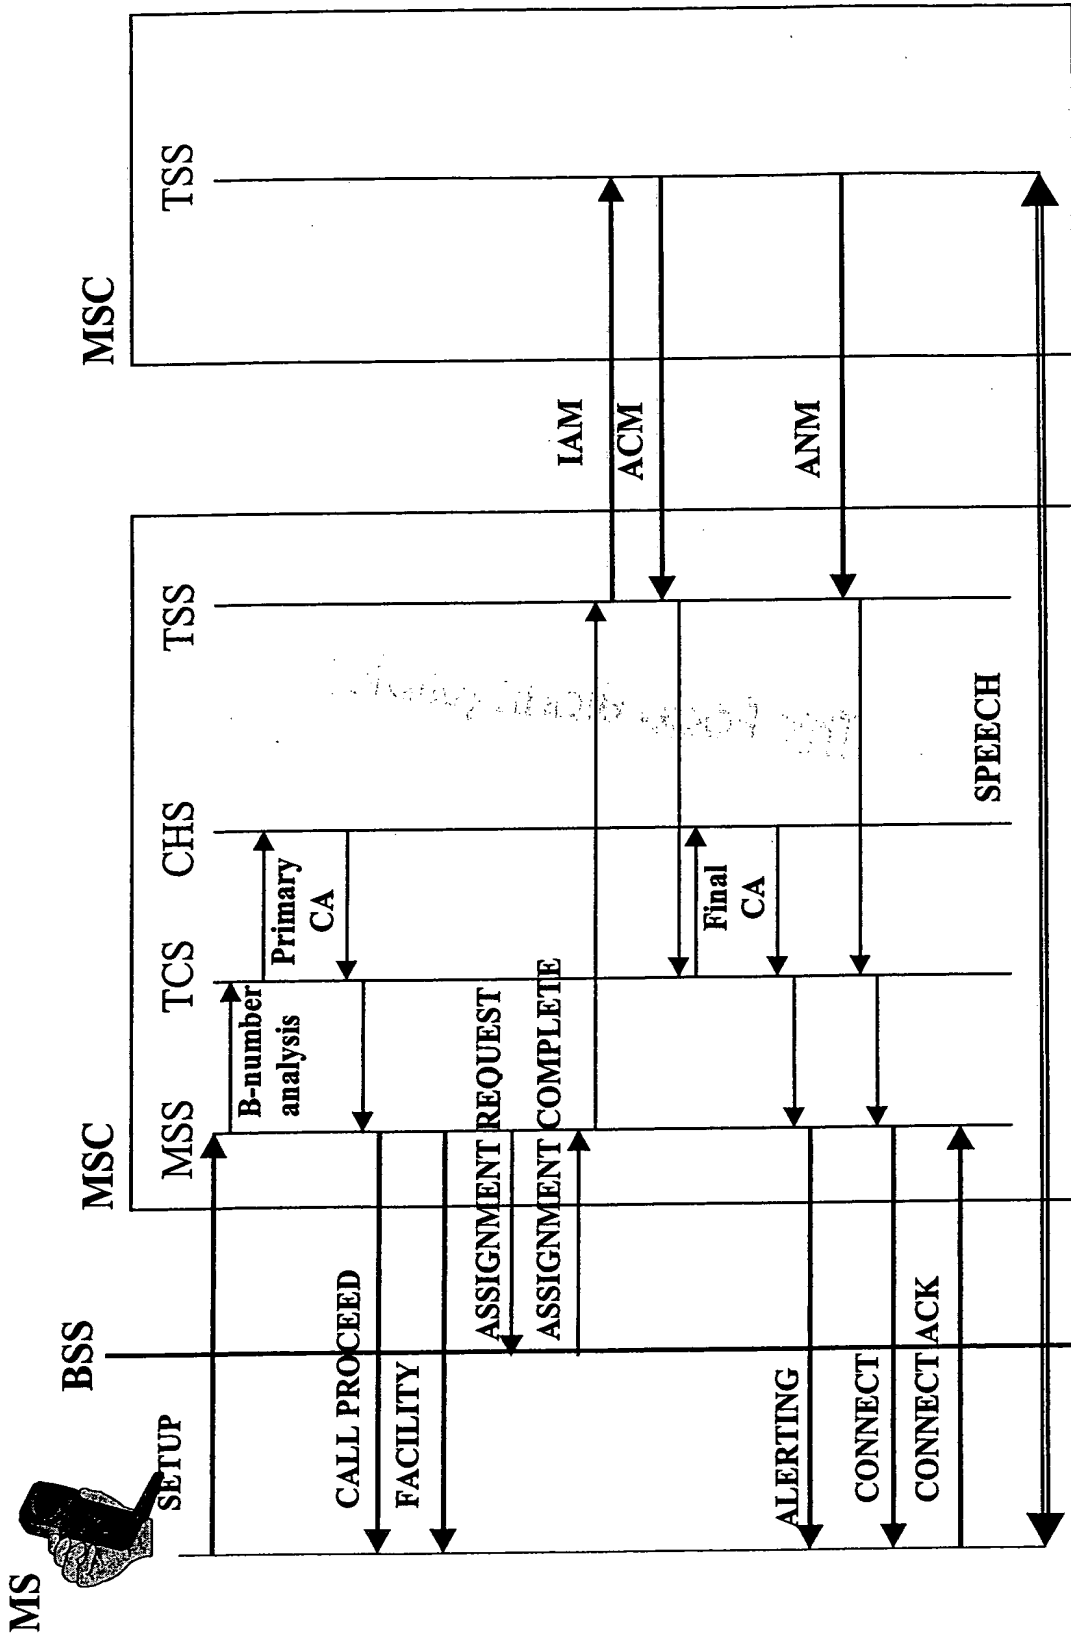 MS
BSS
MSC
MSC
MSS
TCS
CHS
TSS
TSS
SETUP
B-number
analysis
Primary
CA
CALL PROCEED
FACILITY
ASSIGNMENT REQUEST
ASSIGNMENT COMPLETE
IAM
ACM
Final
CA
ALERTING
ANM
CONNECT
CONNECT ACK
SPEECH